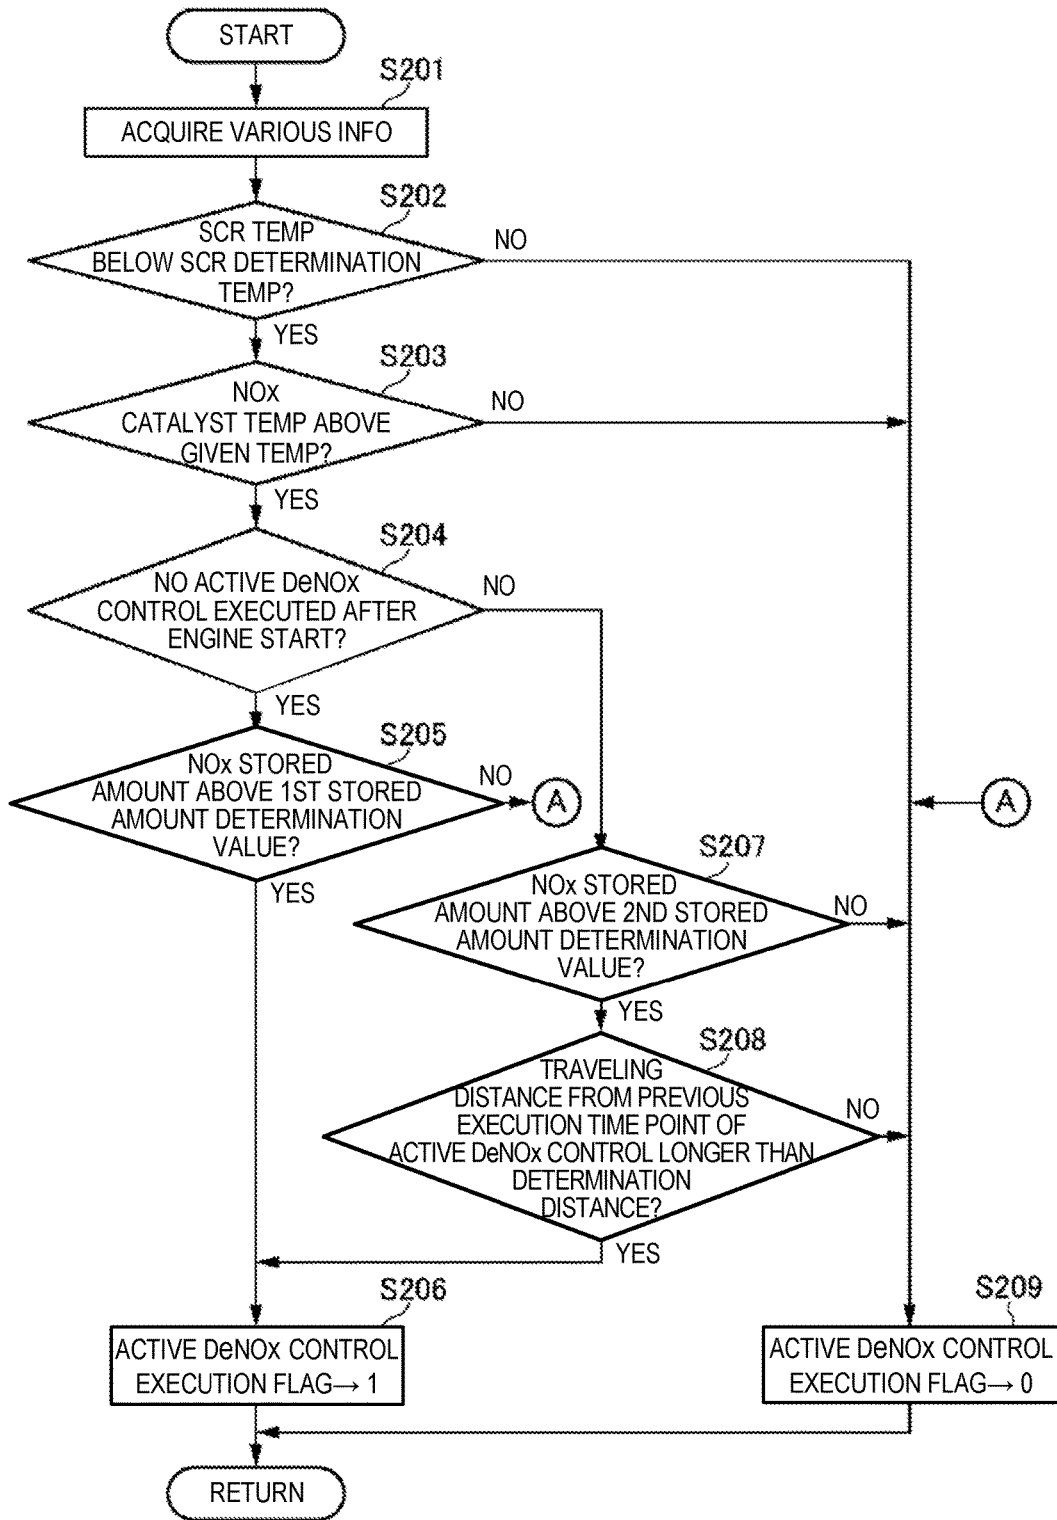 START
S201
ACQUIRE VARIOUS INFO
S202
SCR TEMP
BELOW SCR DETERMINATION
TEMP?
NO
YES
S203
NOx
CATALYST TEMP ABOVE
GIVEN TEMP?
NO
YES
S204
NO ACTIVE DeNOx
CONTROL EXECUTED AFTER
ENGINE START?
NO
YES
S205
NOx STORED
AMOUNT ABOVE 1ST STORED
AMOUNT DETERMINATION
VALUE?
NO
A
A
YES
S207
NOx STORED
AMOUNT ABOVE 2ND STORED
AMOUNT DETERMINATION
VALUE?
NO
YES
S208
TRAVELING
DISTANCE FROM PREVIOUS
EXECUTION TIME POINT OF
ACTIVE DeNOx CONTROL LONGER THAN
DETERMINATION
DISTANCE?
NO
YES
S206
ACTIVE DeNOx CONTROL
EXECUTION FLAG→ 1
S209
ACTIVE DeNOx CONTROL
EXECUTION FLAG→ 0
RETURN